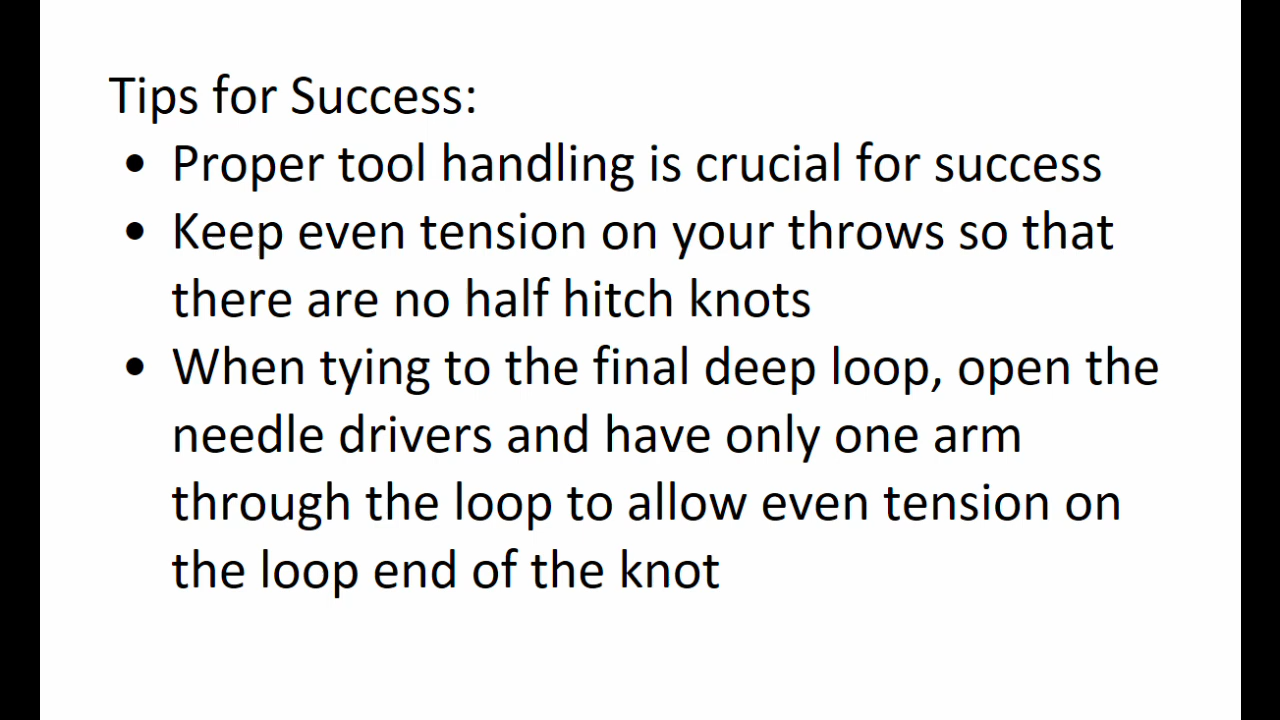 Tips for Success:
• Proper tool handling is crucial for success
• Keep even tension on your throws so that
there are no half hitch knots
• When tying to the final deep loop, open the
needle drivers and have only one arm
through the loop to allow even tension on
the loop end of the knot